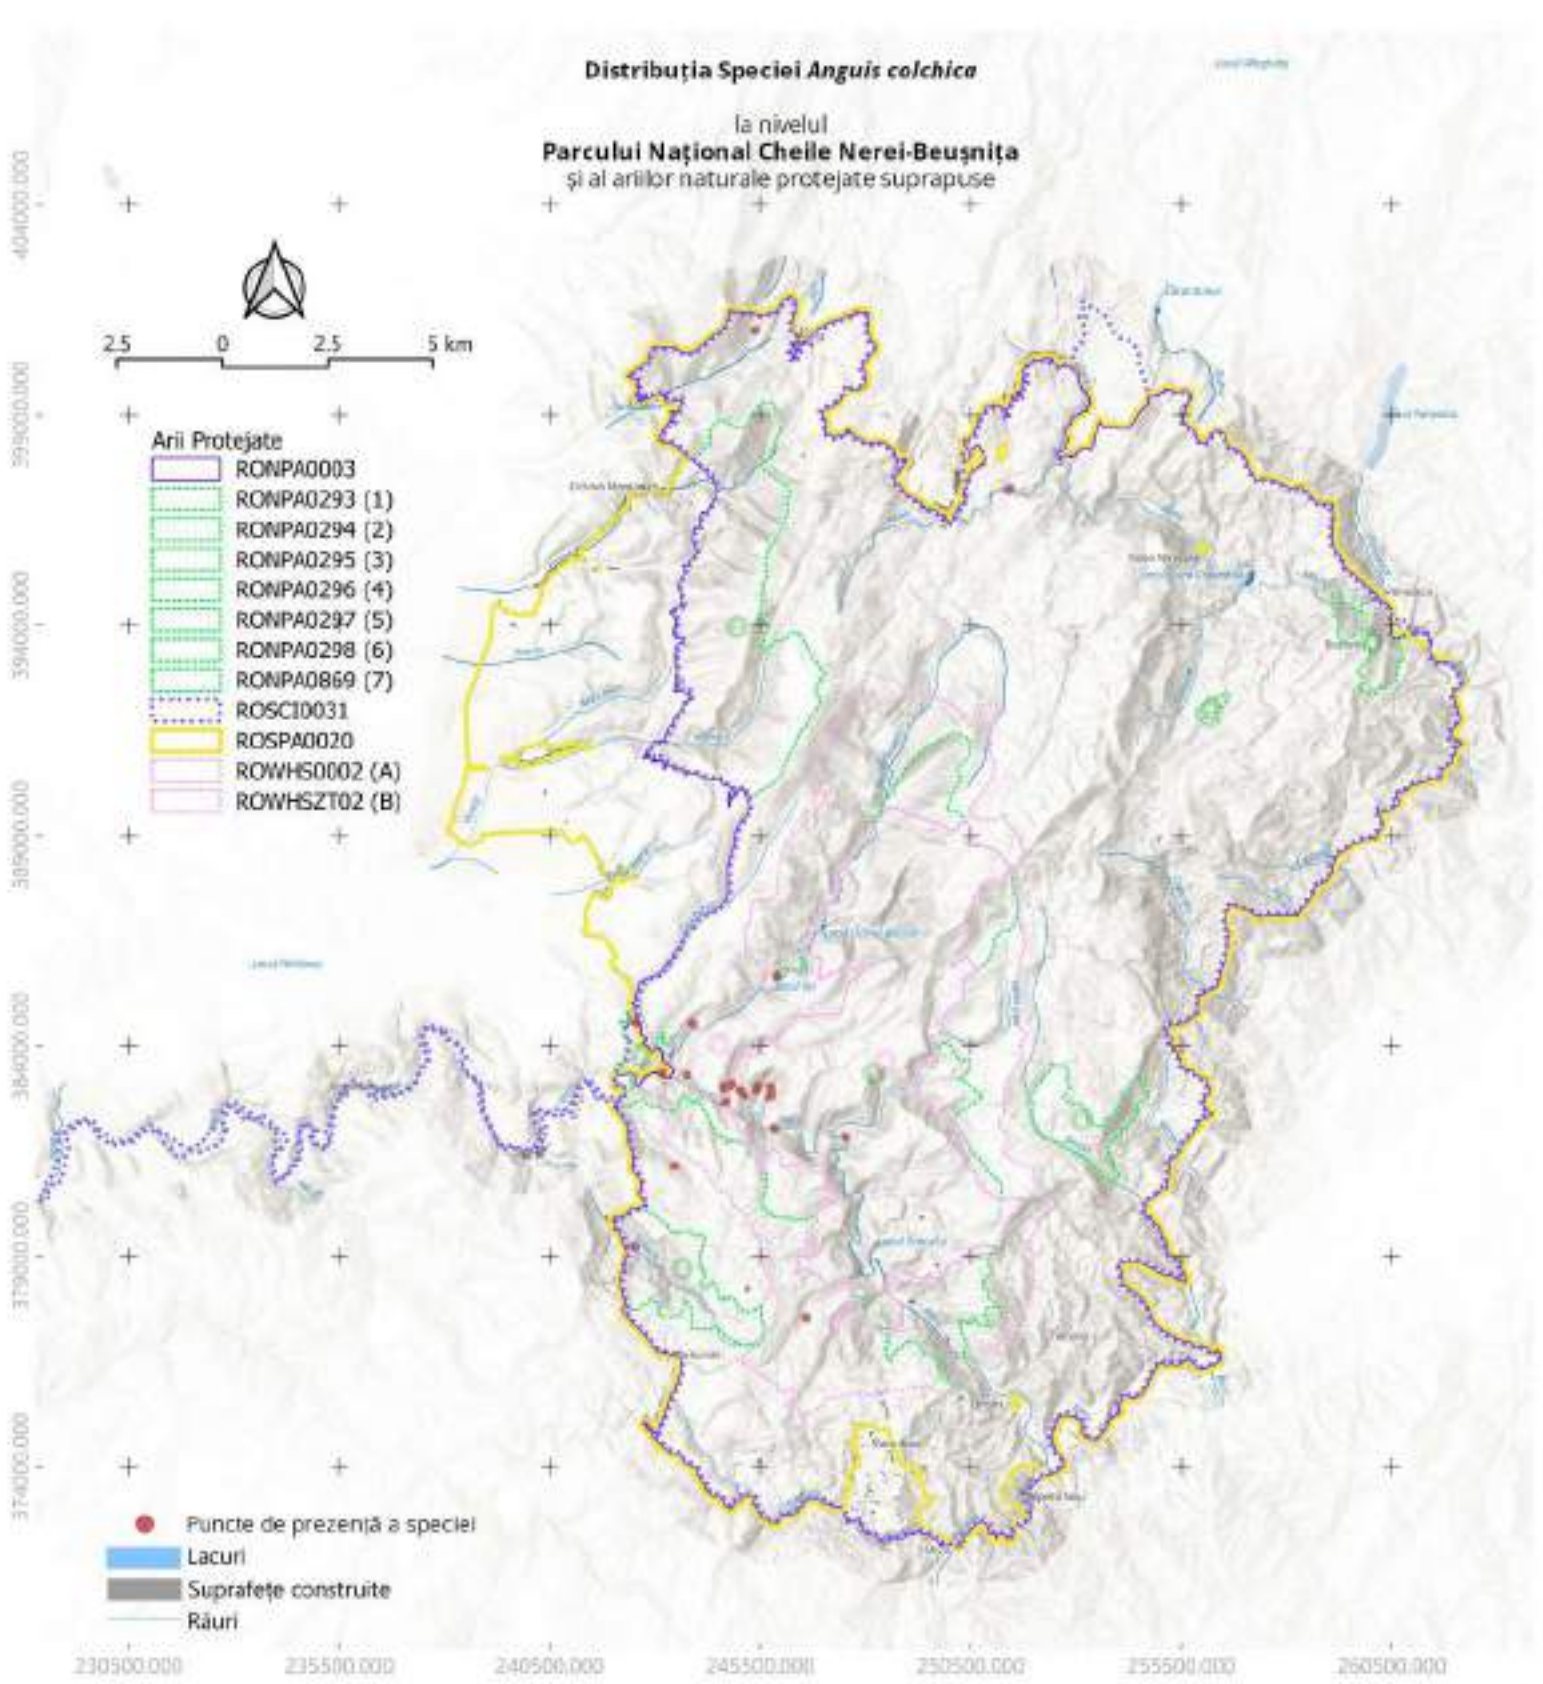 Distribuția Speciei Anguis colchica
la nivelul
Parcului Național Cheile Nerei-Beușnița
și al ariilor naturale protejate suprapuse
404000.000
399000.000
394000.000
389000.000
384000.000
379000.000
374000.000
2.5 0 2.5 5 km
Arii Protejate
RONPA0003
RONPA0293 (1)
RONPA0294 (2)
RONPA0295 (3)
RONPA0296 (4)
RONPA0297 (5)
RONPA0298 (6)
RONPA0869 (7)
ROSCI0031
ROSPA0020
ROWHS0002 (A)
ROWHSZT02 (B)
Puncte de prezență a speciei
Lacuri
Suprafețe construite
Râuri
230500.000 235500.000 240500.000 245500.000 250500.000 255500.000 260500.000